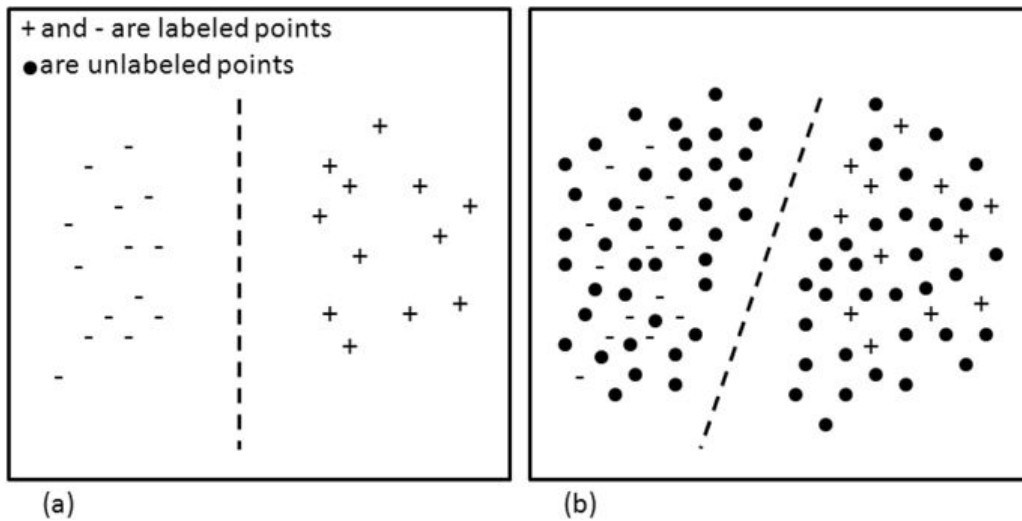 + and - are labeled points
● are unlabeled points
(a)
(b)